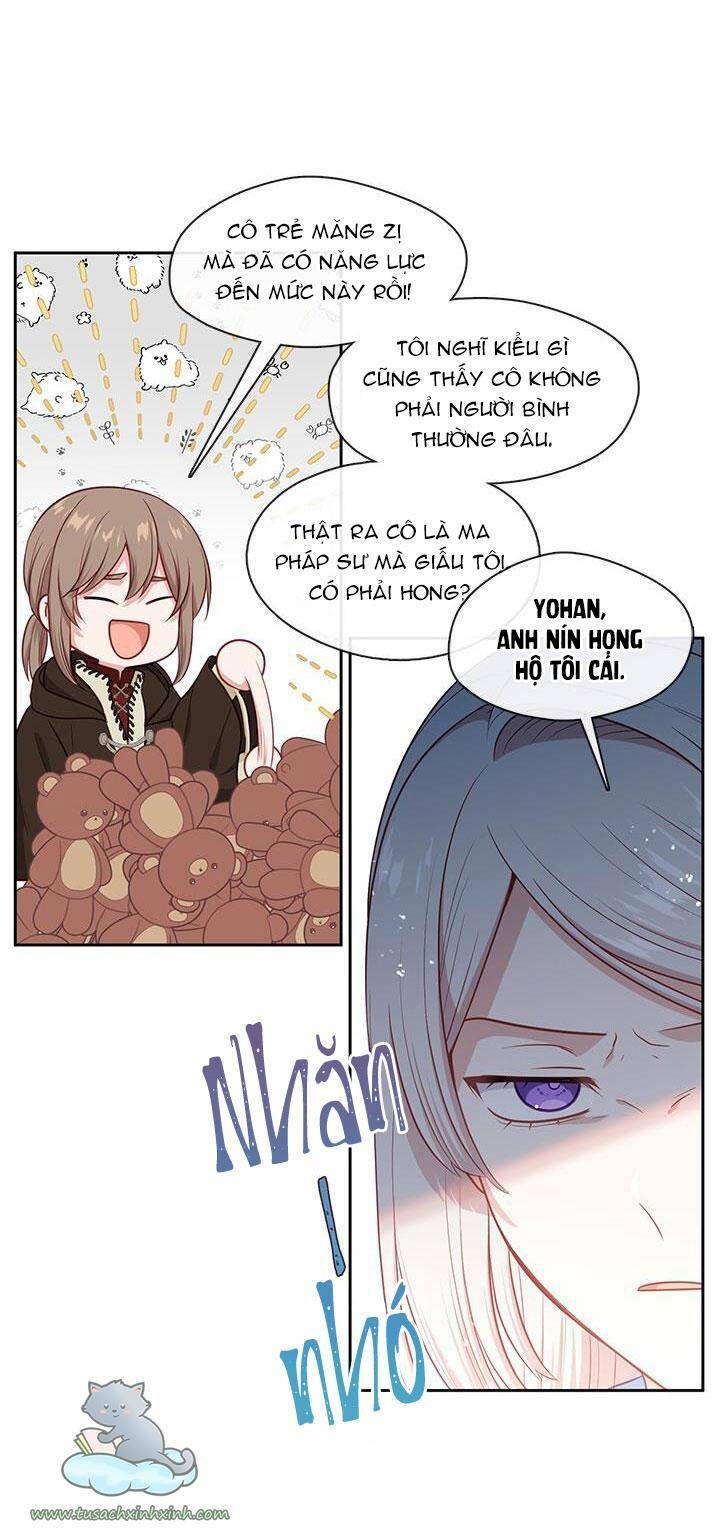 CÔ TRẺ MĂNG ZỊ
MÀ ĐÃ CÓ NĂNG LỰC
ĐẾN MỨC NÀY RỒI!
TÔI NGHĨ KIỂU GÌ
CŨNG THẤY CÔ KHÔNG
PHẢI NGƯỜI BÌNH
THƯỜNG ĐÂU.
THẬT RA CÔ LÀ MA
PHÁP SƯ MÀ GIẤU TÔI
CÓ PHẢI HONG?
YOHAN,
ANH NÍN HỌNG
HỘ TÔI CÁI.
Nhăn
nhó
www.tusachxinhxinh.com